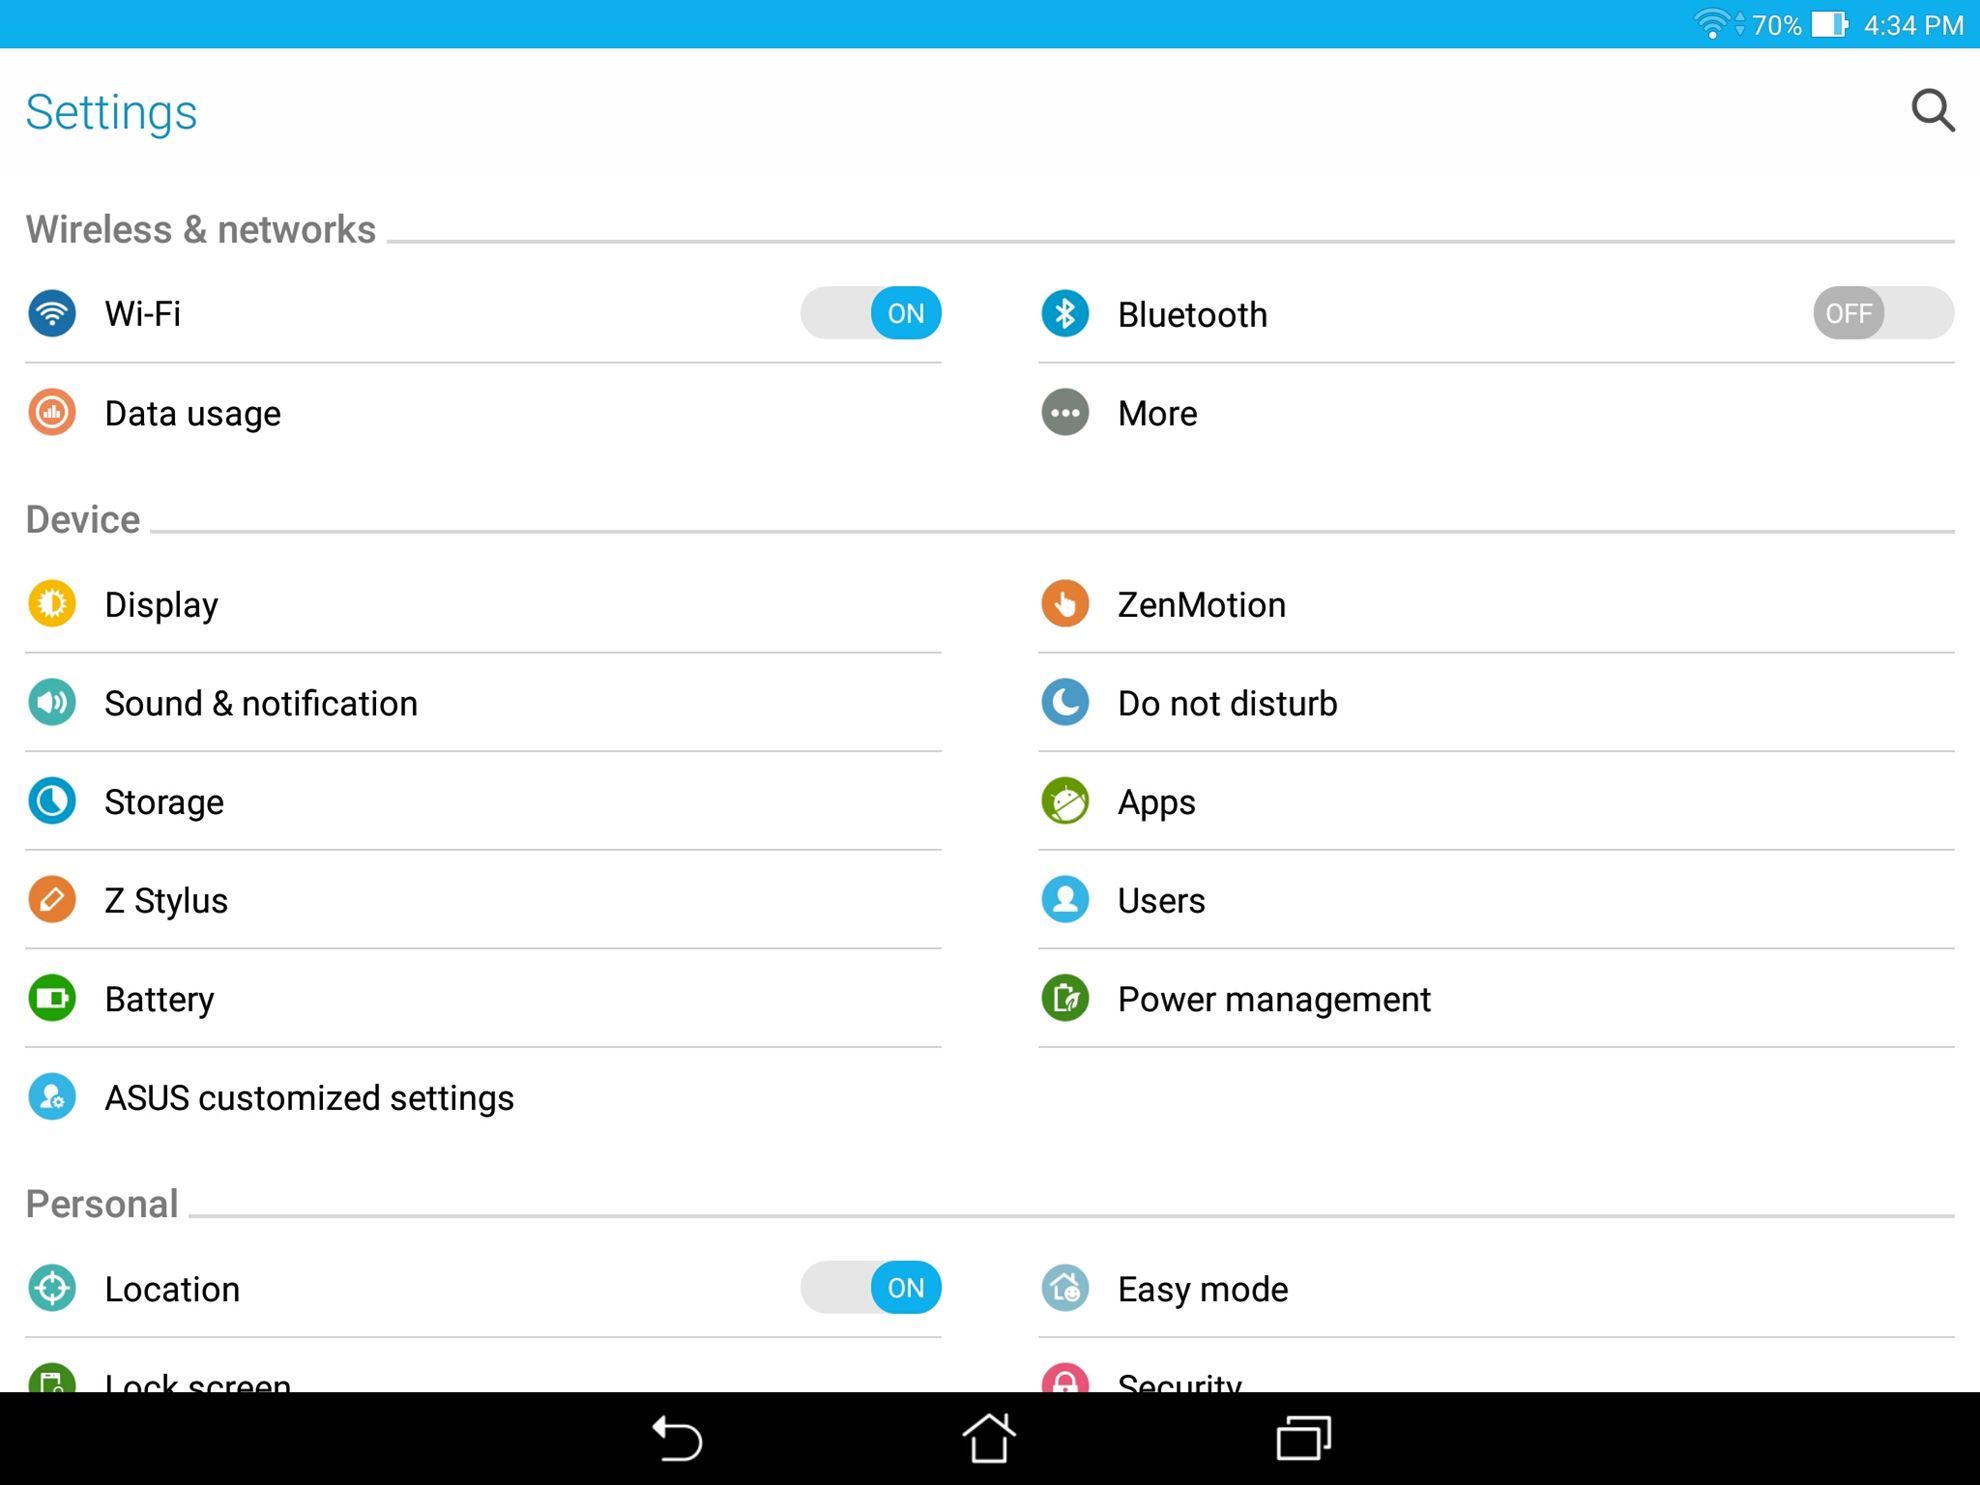 70% 4:34 PM
Settings
Wireless & networks
Wi-Fi ON Bluetooth OFF
Data usage More
Device
Display ZenMotion
Sound & notification Do not disturb
Storage Apps
Z Stylus Users
Battery Power management
ASUS customized settings
Personal
Location ON Easy mode
Lock screen Security